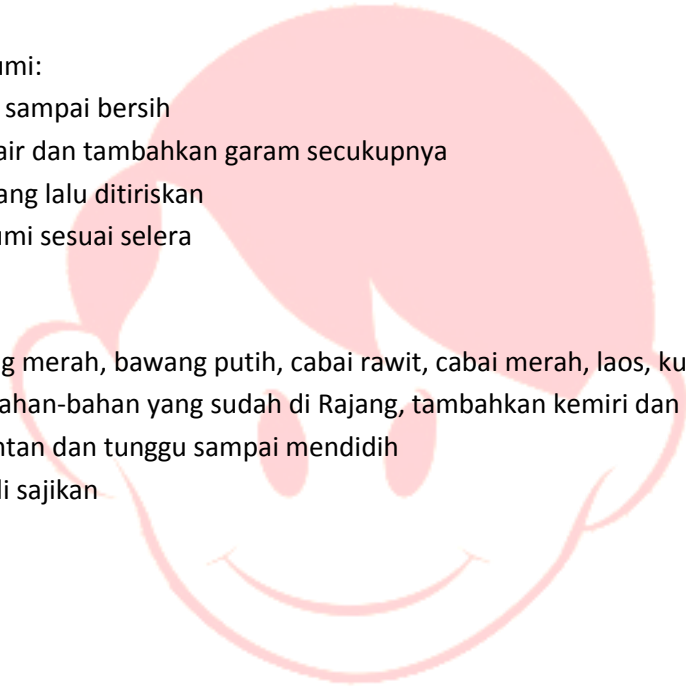 umi:
sampai bersih
air dan tambahkan garam secukupnya
ang lalu ditiriskan
umi sesuai selera
g merah, bawang putih, cabai rawit, cabai merah, laos, ku
ahan-bahan yang sudah di Rajang, tambahkan kemiri dan
ntan dan tunggu sampai mendidih
li sajikan